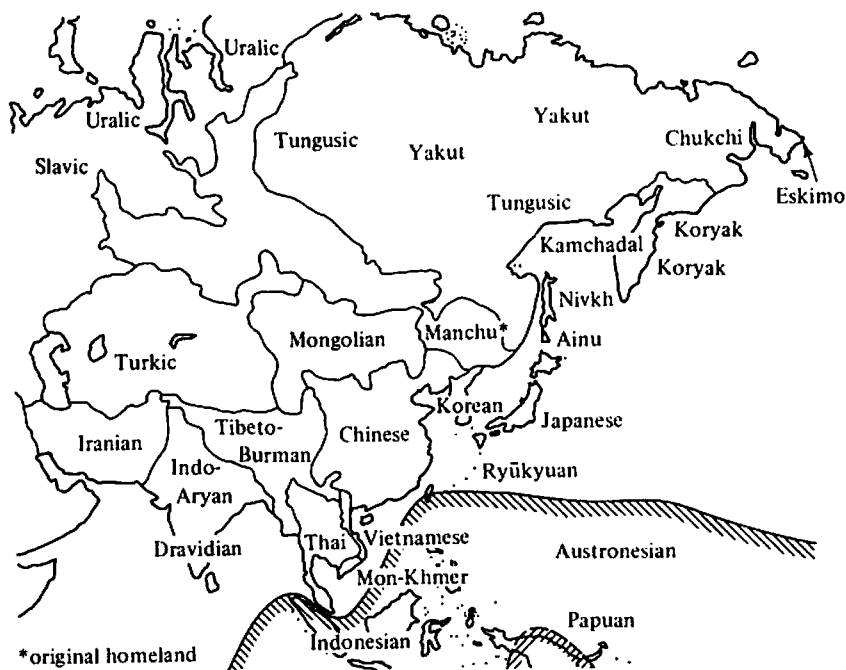 Uralic
Uralic
Slavic
Tungusic
Yakut
Yakut
Chukchi
Eskimo
Tungusic
Kamchadal
Koryak
Koryak
Nivkh
Ainu
Manchu*
Mongolian
Turkic
Korean
Japanese
Iranian
Tibeto-
Burman
Chinese
Indo-
Aryan
Ryūkyuan
Dravidian
Thai
Vietnamese
Mon-Khmer
Austronesian
Papuan
Indonesian
*original homeland